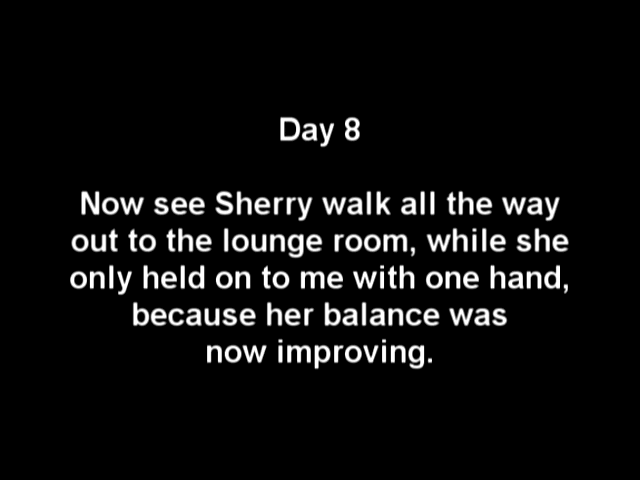 Day 8
Now see Sherry walk all the way
out to the lounge room, while she
only held on to me with one hand,
because her balance was
now improving.